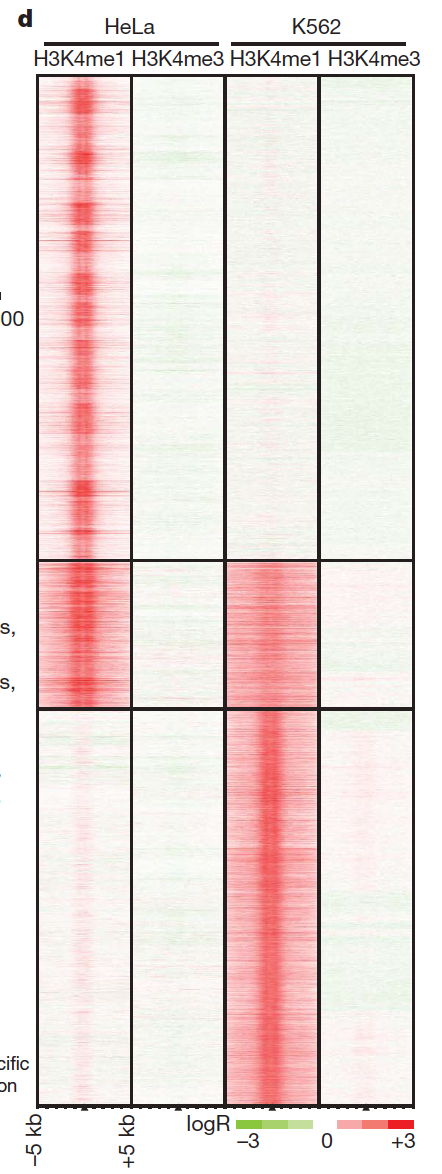 d
HeLa K562
H3K4me1 H3K4me3 H3K4me1 H3K4me3
00
s,
s,
cific
on
–5 kb +5 kb logR –3 0 +3